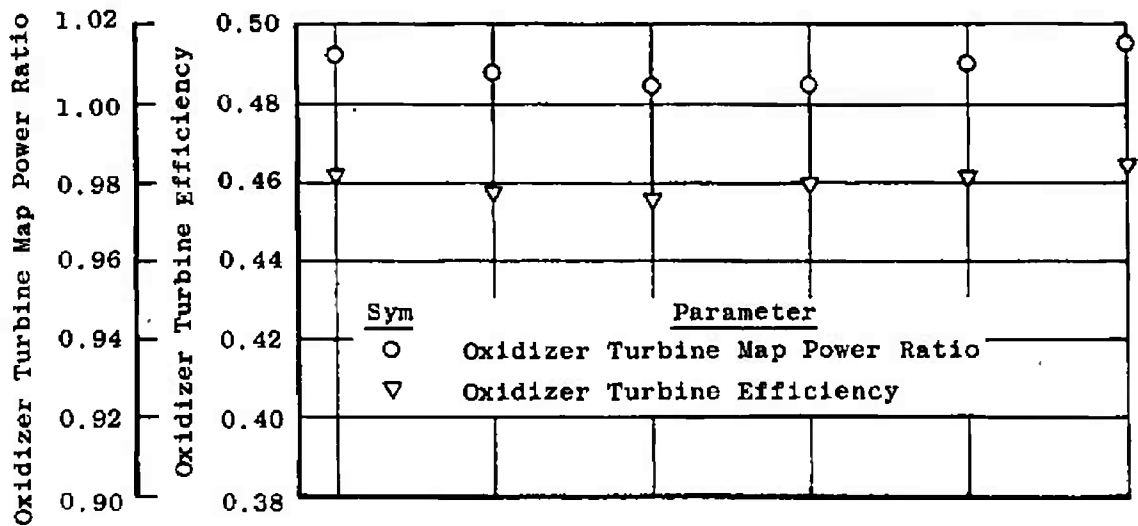 Oxidizer Turbine Map Power Ratio
1.02
1.00
0.98
0.96
0.94
0.92
0.90
Oxidizer Turbine Efficiency
0.50
0.48
0.46
0.44
0.42
0.40
0.38
Sym Parameter
Oxidizer Turbine Map Power Ratio
Oxidizer Turbine Efficiency